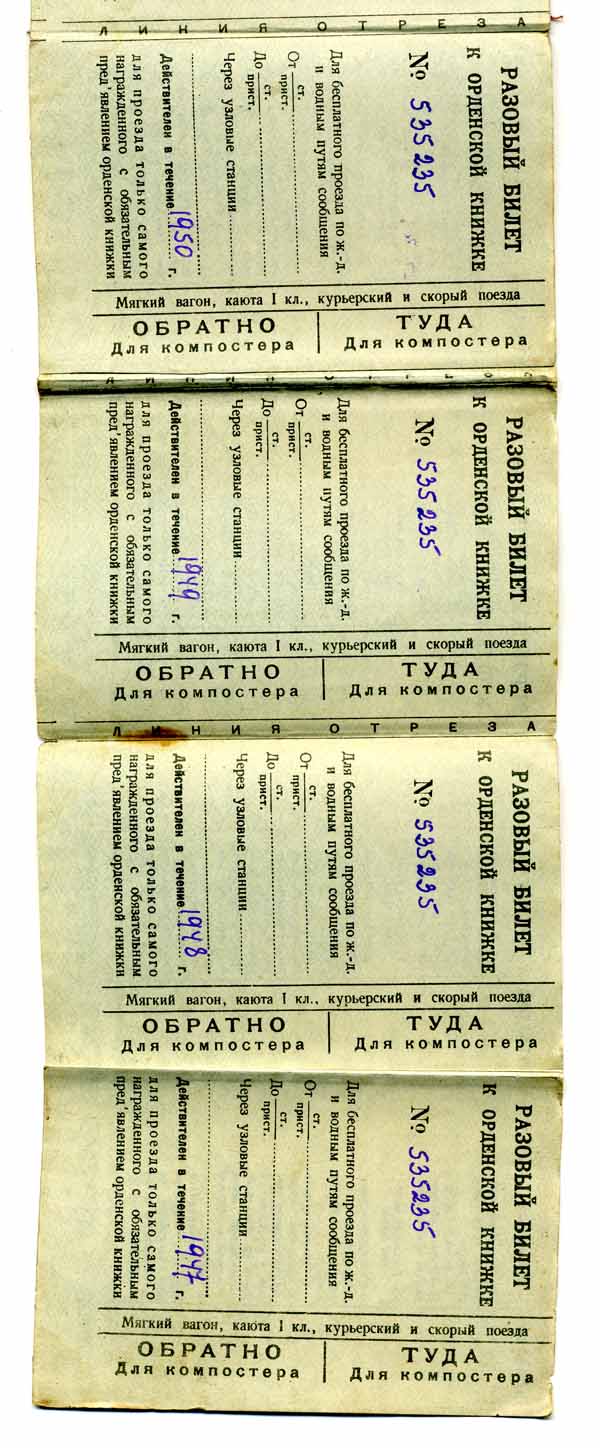 ЛИНИЯ ОТРЕЗА
РАЗОВЫЙ БИЛЕТ
К ОРДЕНСКОЙ КНИЖКЕ
№ 535235
Для бесплатного проезда по ж.-д.
и водным путям сообщения
От ст. прист.
До ст. прист.
Через узловые станции
Действителен в течение 1950 г.
для проезда только самого
награжденного с обязательным
пред'явлением орденской книжки
Мягкий вагон, каюта I кл., курьерский и скорый поезда
ОБРАТНО ТУДА
Для компостера Для компостера
ЛИНИЯ ОТРЕЗА
РАЗОВЫЙ БИЛЕТ
К ОРДЕНСКОЙ КНИЖКЕ
№ 535235
Для бесплатного проезда по ж.-д.
и водным путям сообщения
От ст. прист.
До ст. прист.
Через узловые станции
Действителен в течение 1949 г.
для проезда только самого
награжденного с обязательным
пред'явлением орденской книжки
Мягкий вагон, каюта I кл., курьерский и скорый поезда
ОБРАТНО ТУДА
Для компостера Для компостера
ЛИНИЯ ОТРЕЗА
РАЗОВЫЙ БИЛЕТ
К ОРДЕНСКОЙ КНИЖКЕ
№ 535235
Для бесплатного проезда по ж.-д.
и водным путям сообщения
От ст. прист.
До ст. прист.
Через узловые станции
Действителен в течение 1948 г.
для проезда только самого
награжденного с обязательным
пред'явлением орденской книжки
Мягкий вагон, каюта I кл., курьерский и скорый поезда
ОБРАТНО ТУДА
Для компостера Для компостера
РАЗОВЫЙ БИЛЕТ
К ОРДЕНСКОЙ КНИЖКЕ
№ 535235
Для бесплатного проезда по ж.-д.
и водным путям сообщения
От ст. прист.
До ст. прист.
Через узловые станции
Действителен в течение 1947 г.
для проезда только самого
награжденного с обязательным
пред'явлением орденской книжки
Мягкий вагон, каюта I кл., курьерский и скорый поезда
ОБРАТНО ТУДА
Для компостера Для компостера